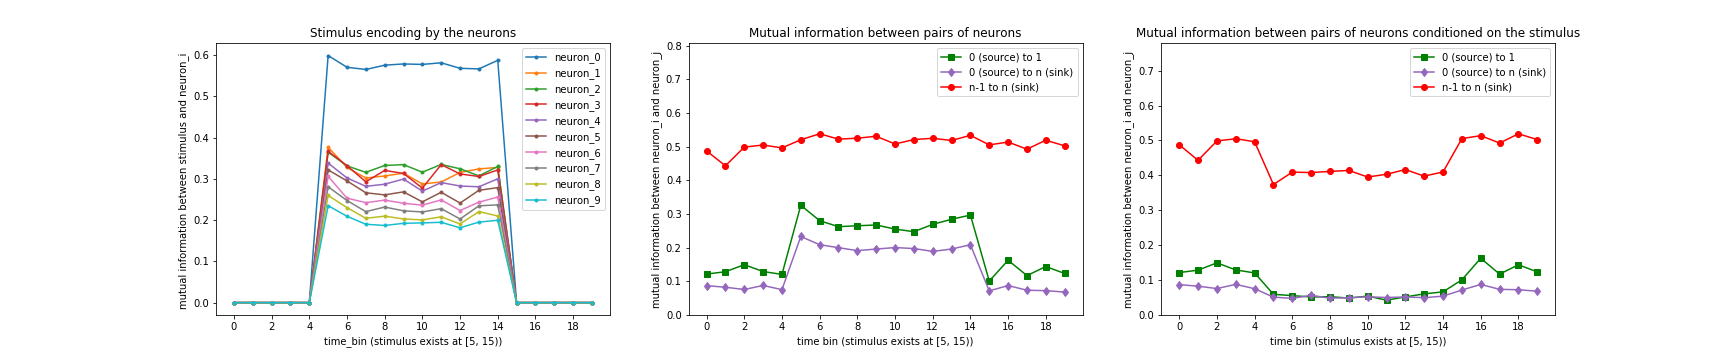 Stimulus encoding by the neurons
mutual information between stimulus and neuron_i
0.6
0.5
0.4
0.3
0.2
0.1
0.0
neuron_0
neuron_1
neuron_2
neuron_3
neuron_4
neuron_5
neuron_6
neuron_7
neuron_8
neuron_9
0 2 4 6 8 10 12 14 16 18
time_bin (stimulus exists at [5, 15))
Mutual information between pairs of neurons
mutual information between neuron_i and neuron_j
0.8
0.7
0.6
0.5
0.4
0.3
0.2
0.1
0.0
0 (source) to 1
0 (source) to n (sink)
n-1 to n (sink)
0 2 4 6 8 10 12 14 16 18
time bin (stimulus exists at [5, 15))
Mutual information between pairs of neurons conditioned on the stimulus
mutual information between neuron_i and neuron_j
0.7
0.6
0.5
0.4
0.3
0.2
0.1
0.0
0 (source) to 1
0 (source) to n (sink)
n-1 to n (sink)
0 2 4 6 8 10 12 14 16 18
time bin (stimulus exists at [5, 15))